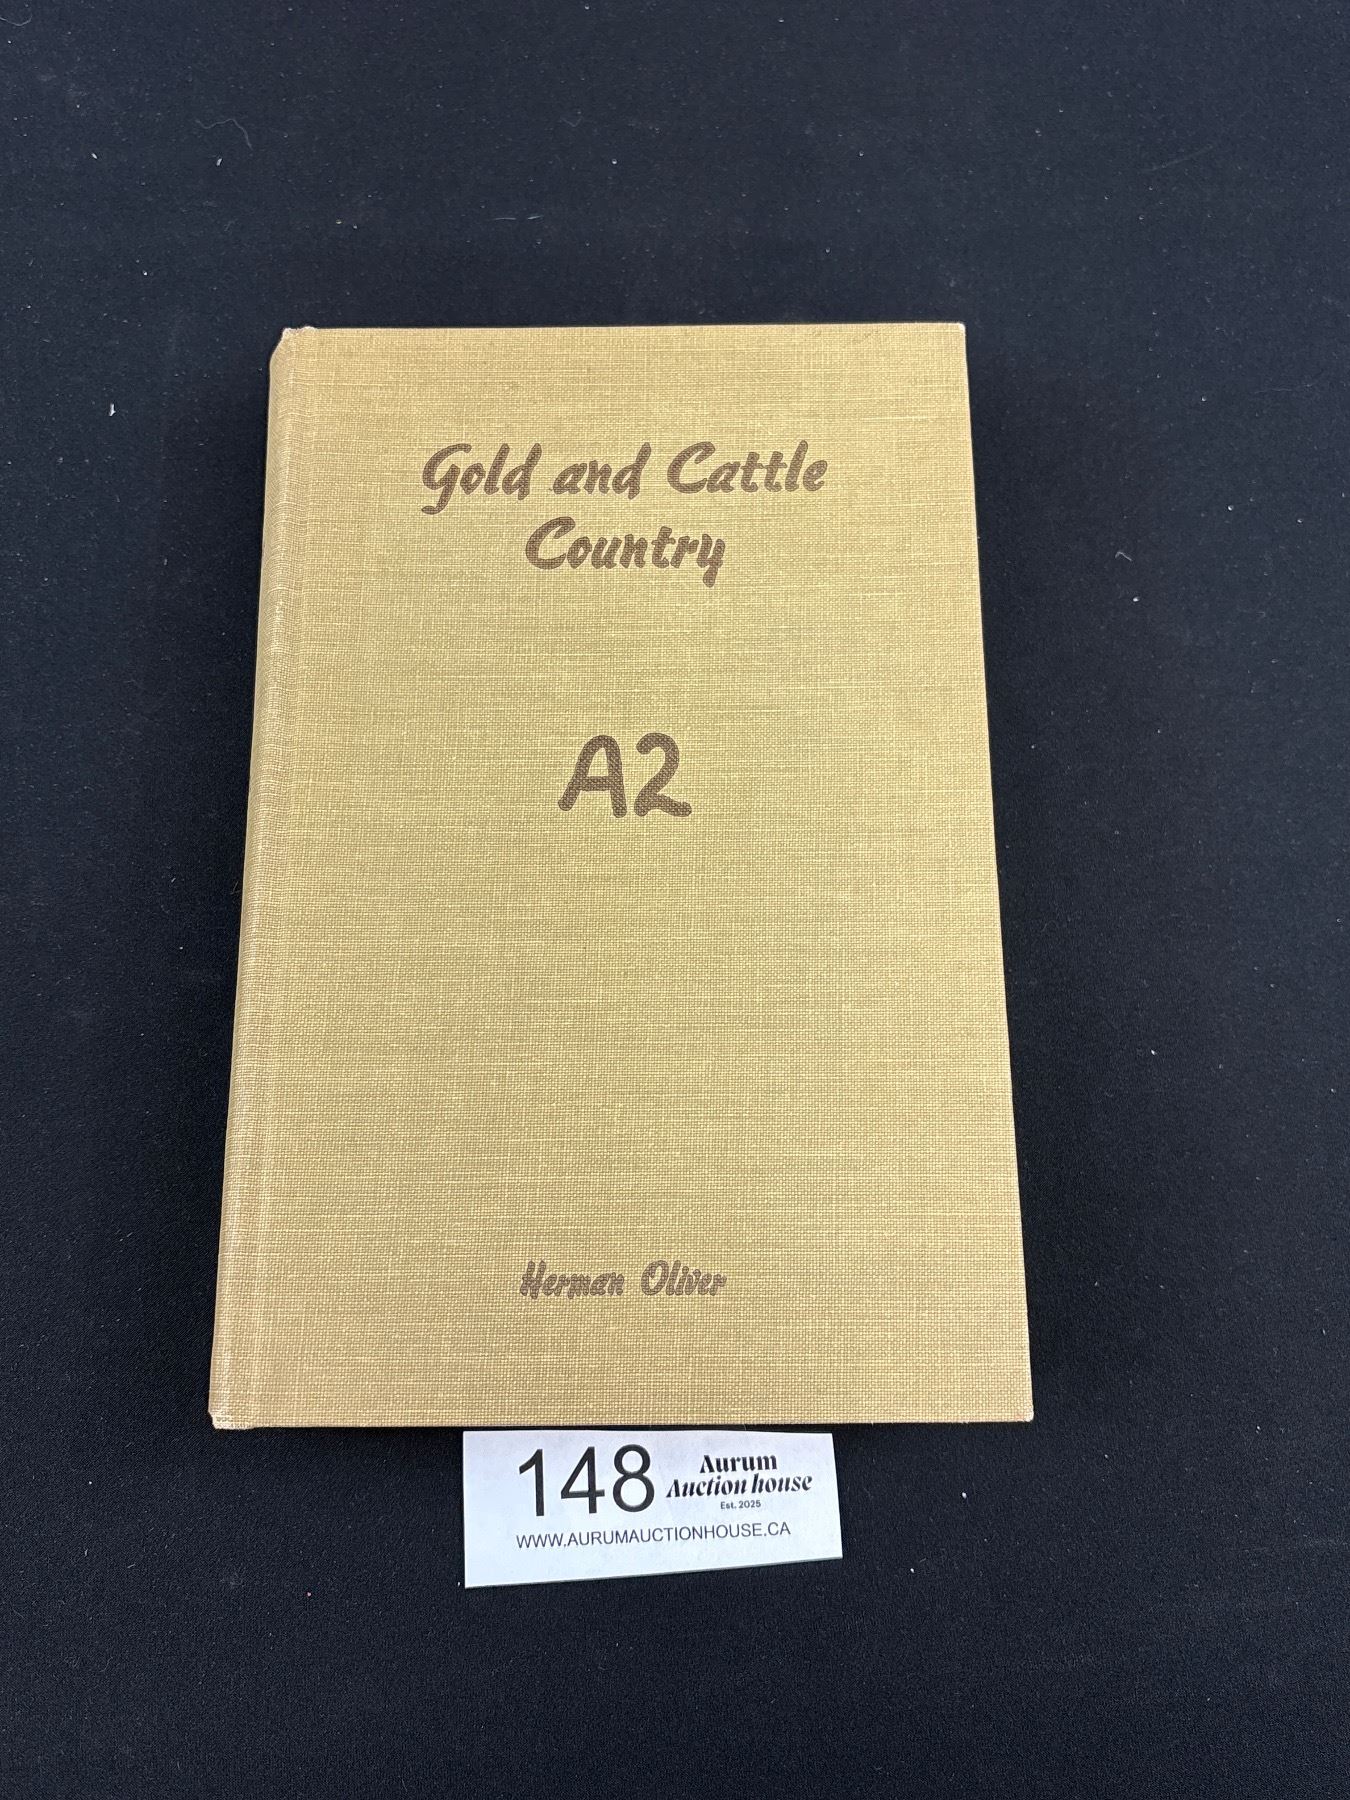 Gold and Cattle
Country
A2
Herman Oliver
148
Aurum
Auction house
Est. 2025
WWW.AURUMAUCTIONHOUSE.CA